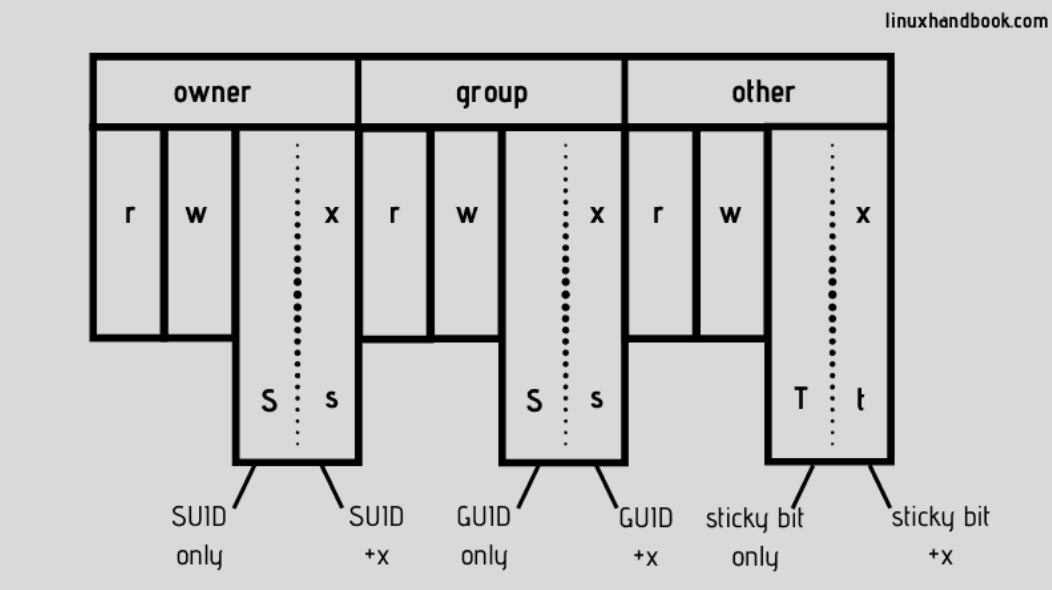 linuxhandbook.com
owner group other
r w x r w x r w x
S s S s T t
SUID SUID GUID GUID sticky bit sticky bit
only +x only +x only +x